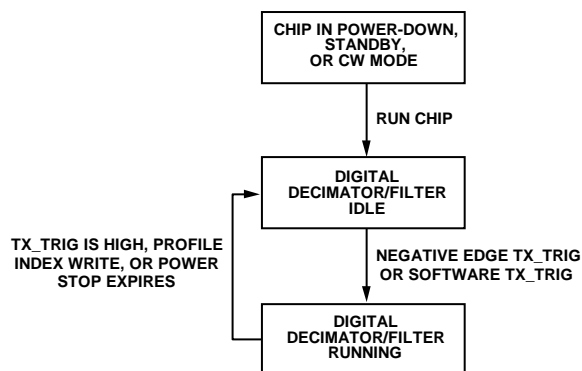 CHIP IN POWER-DOWN,
STANDBY,
OR CW MODE
RUN CHIP
DIGITAL
DECIMATOR/FILTER
IDLE
TX_TRIG IS HIGH, PROFILE
INDEX WRITE, OR POWER
STOP EXPIRES
NEGATIVE EDGE TX_TRIG
OR SOFTWARE TX_TRIG
DIGITAL
DECIMATOR/FILTER
RUNNING